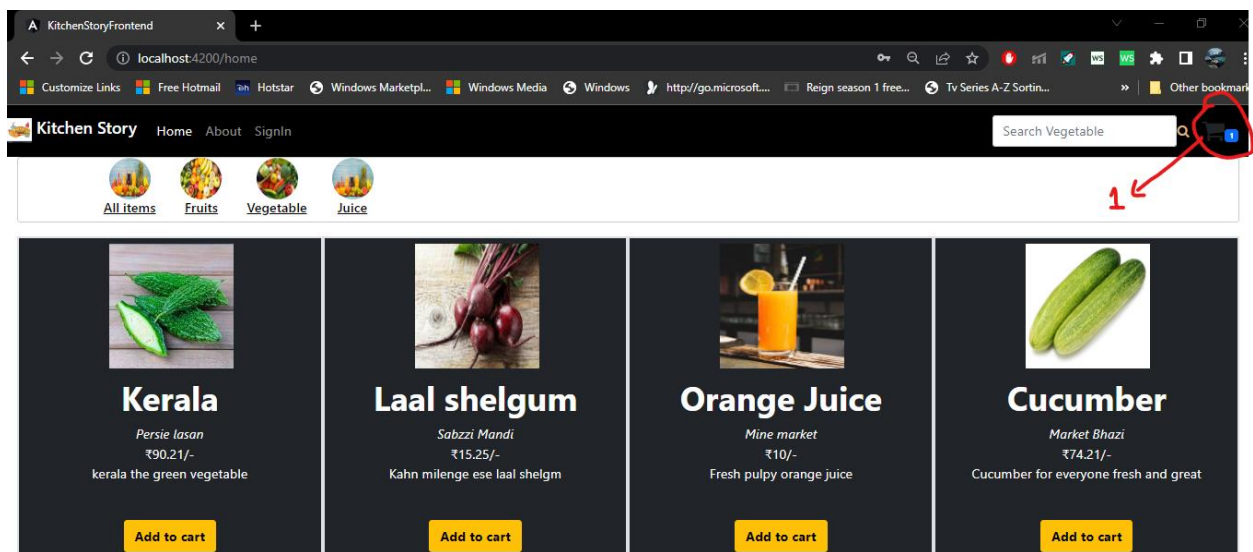 KitchenStoryFrontend
localhost:4200/home
Customize Links Free Hotmail Hotstar Windows Marketpl... Windows Media Windows http://go.microsoft.... Reign season 1 free... Tv Series A-Z Sortin... » Other bookmark
Kitchen Story Home About SignIn Search Vegetable 1
1
All items Fruits Vegetable Juice
Kerala Laal shelgum Orange Juice Cucumber
Persie lasan Sabzzi Mandi Mine market Market Bhazi
₹90.21/- ₹15.25/- ₹10/- ₹74.21/-
kerala the green vegetable Kahn milenge ese laal shelgm Fresh pulpy orange juice Cucumber for everyone fresh and great
Add to cart Add to cart Add to cart Add to cart